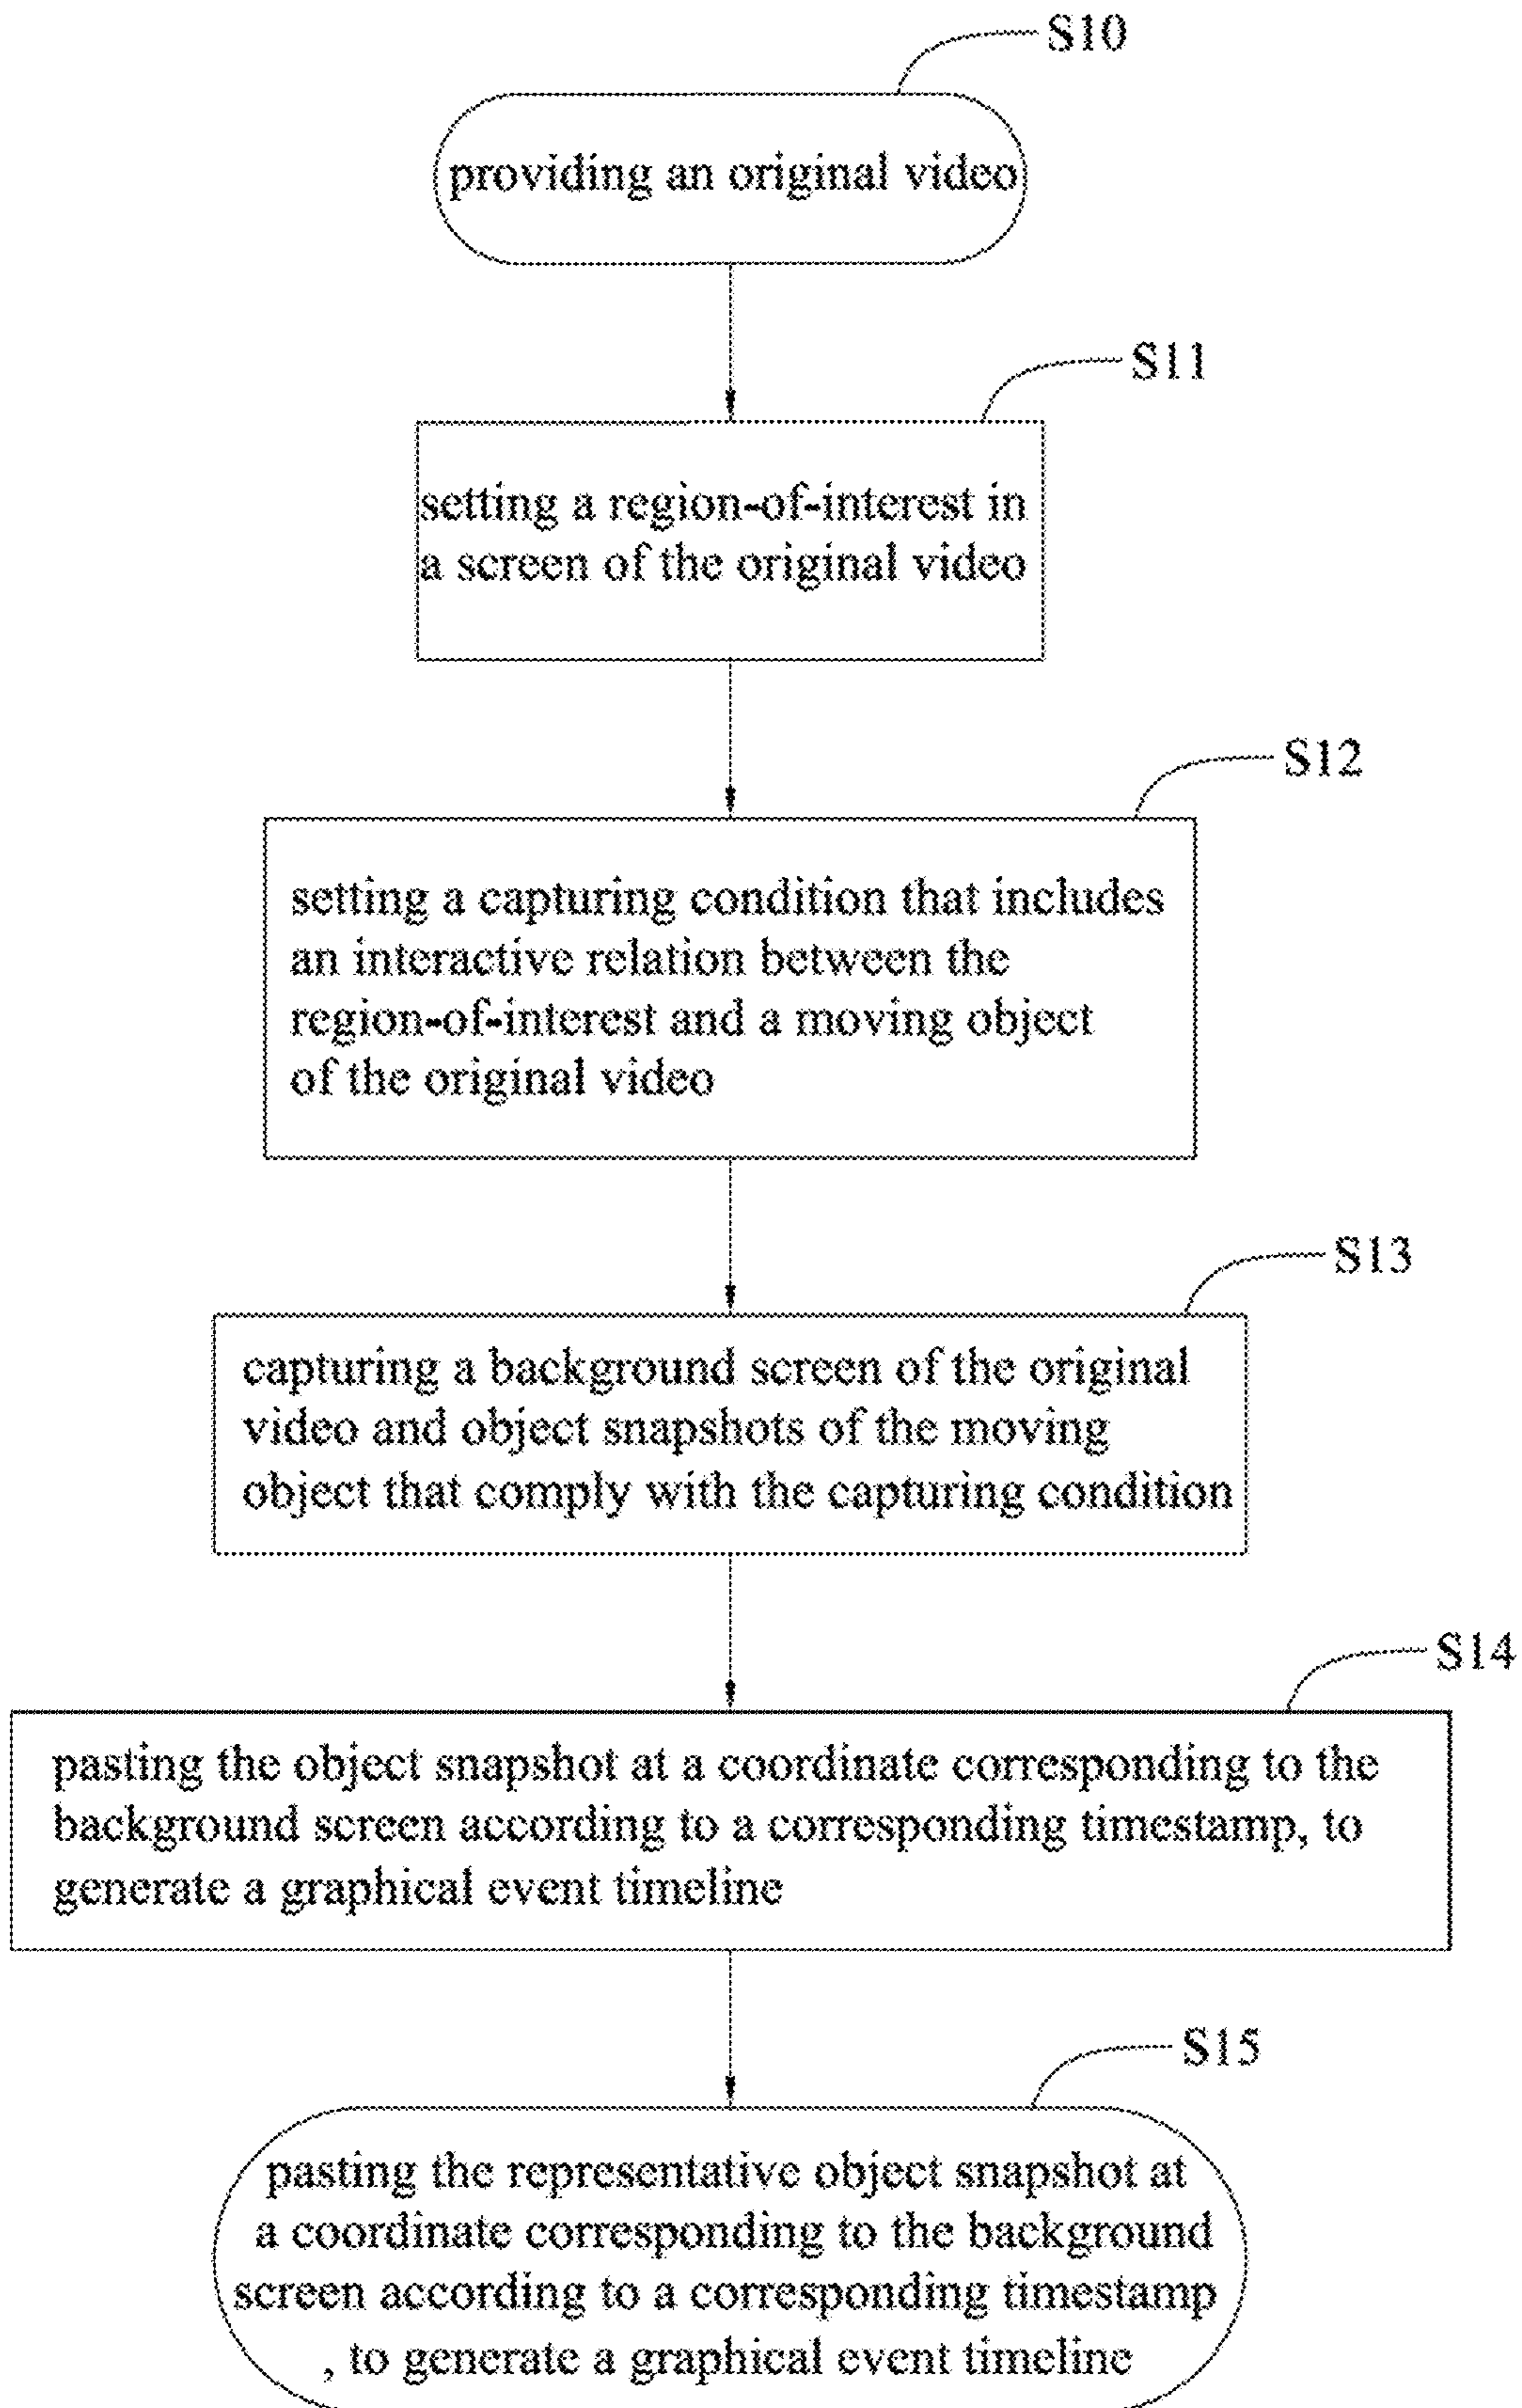 S10
providing an original video
S11
setting a region-of-interest in
a screen of the original video
S12
setting a capturing condition that includes
an interactive relation between the
region-of-interest and a moving object
of the original video
S13
capturing a background screen of the original
video and object snapshots of the moving
object that comply with the capturing condition
S14
pasting the object snapshot at a coordinate corresponding to the
background screen according to a corresponding timestamp, to
generate a graphical event timeline
S15
pasting the representative object snapshot at
a coordinate corresponding to the background
screen according to a corresponding timestamp
, to generate a graphical event timeline